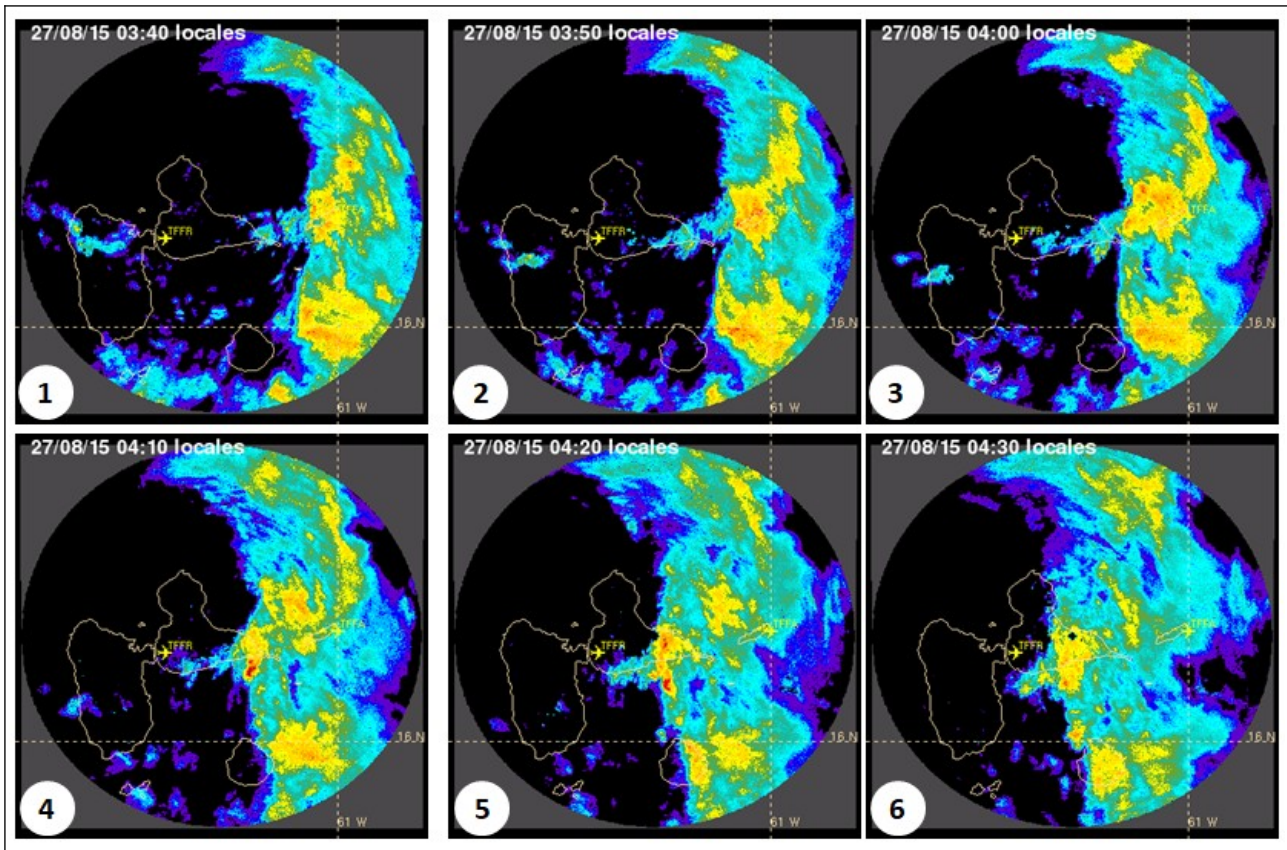 27/08/15 03:40 locales
TFFA
TFFR
16 N
61 W
1
27/08/15 03:50 locales
TFFA
TFFR
16 N
61 W
2
27/08/15 04:00 locales
TFFA
TFFR
16 N
61 W
3
27/08/15 04:10 locales
TFFA
TFFR
16 N
61 W
4
27/08/15 04:20 locales
TFFA
TFFR
16 N
61 W
5
27/08/15 04:30 locales
TFFA
TFFR
16 N
61 W
6